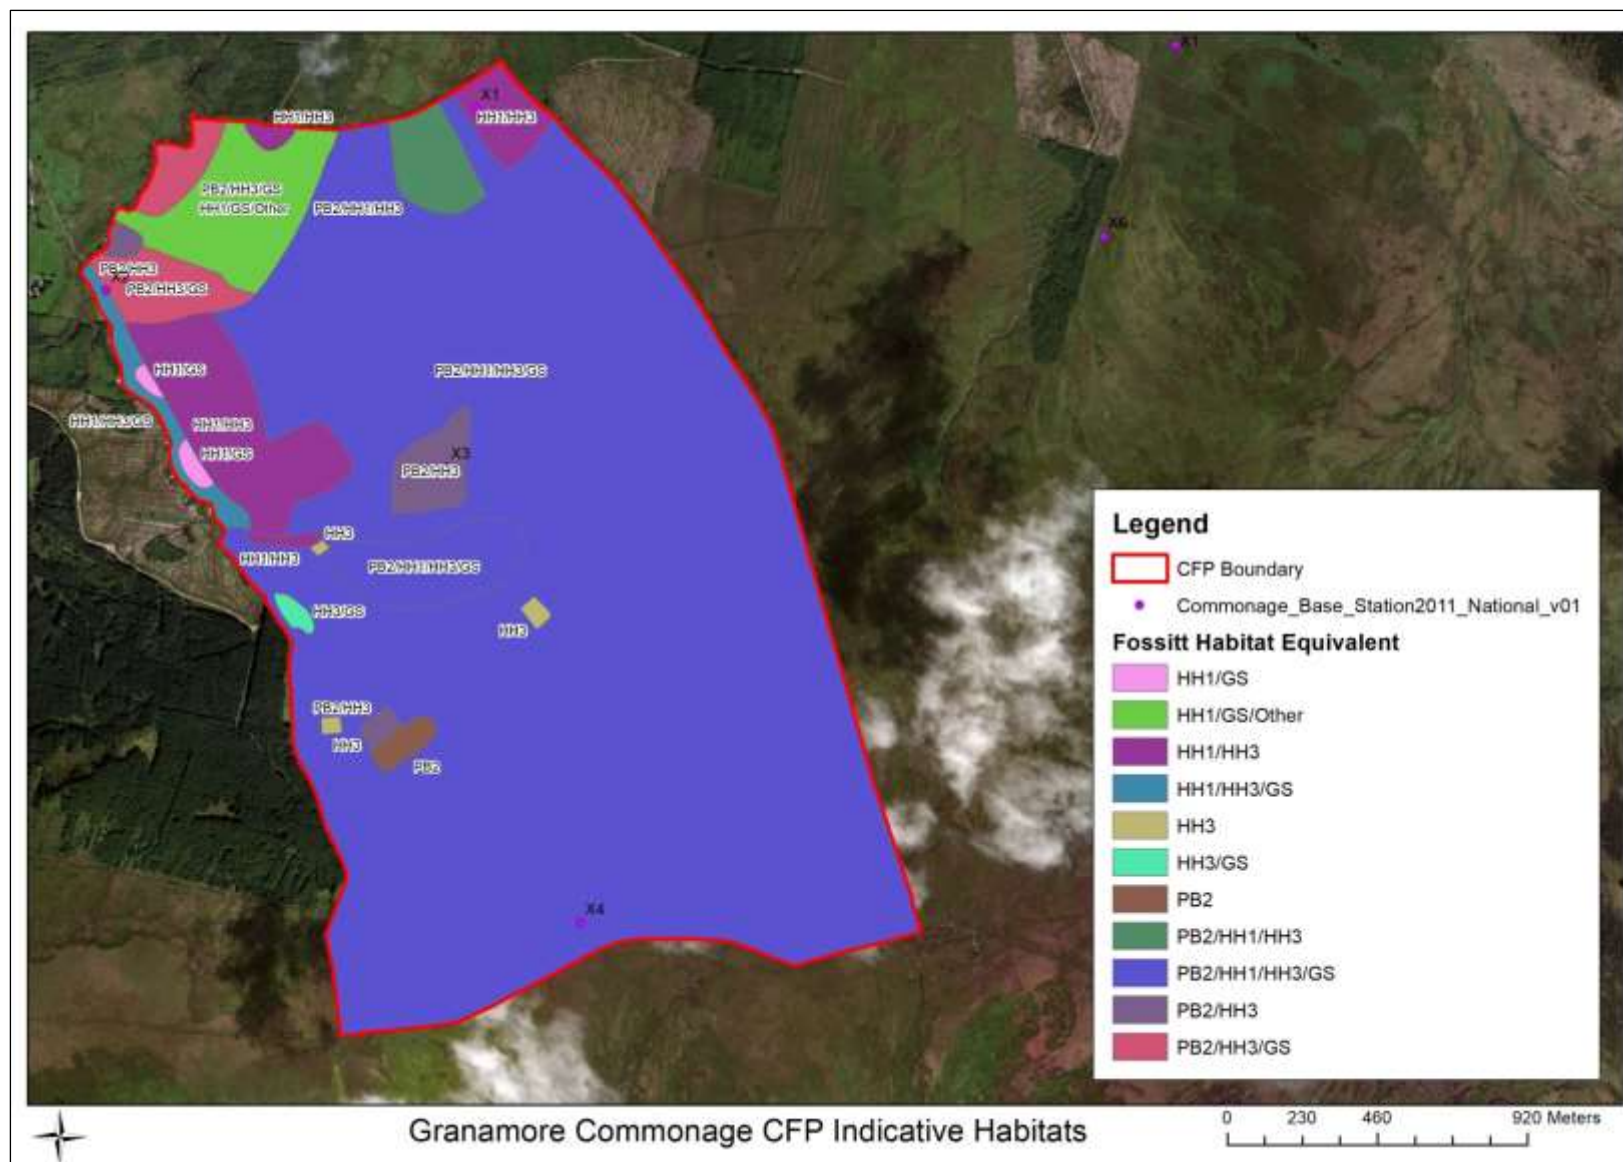 X1
X1
HH1/HH3
HH1/HH3
PB2/HH3/GS
HH1/GS/Other
PB2/HH1/HH3
X6
PB2/HH3
PB2/HH3/GS
HH1/GS
PB2/HH1/HH3/GS
HH1/HH3/GS
HH1/HH3
HH1/GS
X3
PB2/HH3
HH3
HH1/HH3
PB2/HH1/HH3/GS
HH3/GS
HH3
PB2/HH3
HH3
PB2
X4
Legend
CFP Boundary
Commonage_Base_Station2011_National_v01
Fossitt Habitat Equivalent
HH1/GS
HH1/GS/Other
HH1/HH3
HH1/HH3/GS
HH3
HH3/GS
PB2
PB2/HH1/HH3
PB2/HH1/HH3/GS
PB2/HH3
PB2/HH3/GS
Granamore Commonage CFP Indicative Habitats
0 230 460 920 Meters